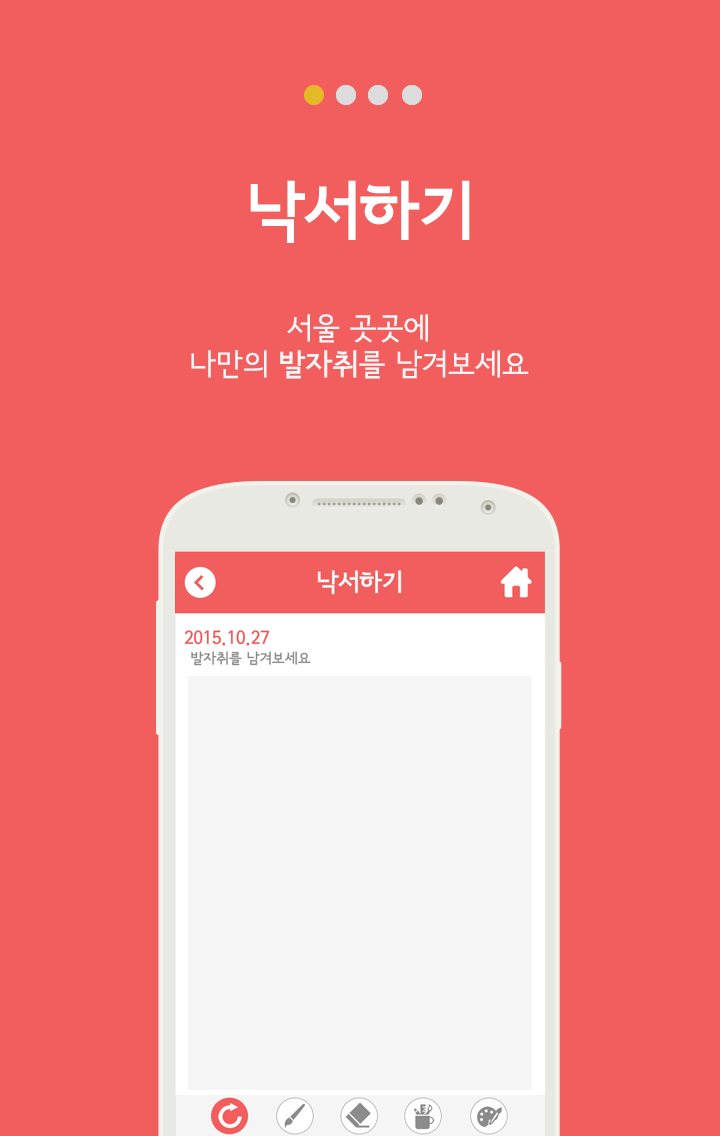 낙서하기
서울 곳곳에
나만의 발자취를 남겨보세요
낙서하기
2015.10.27
발자취를 남겨보세요